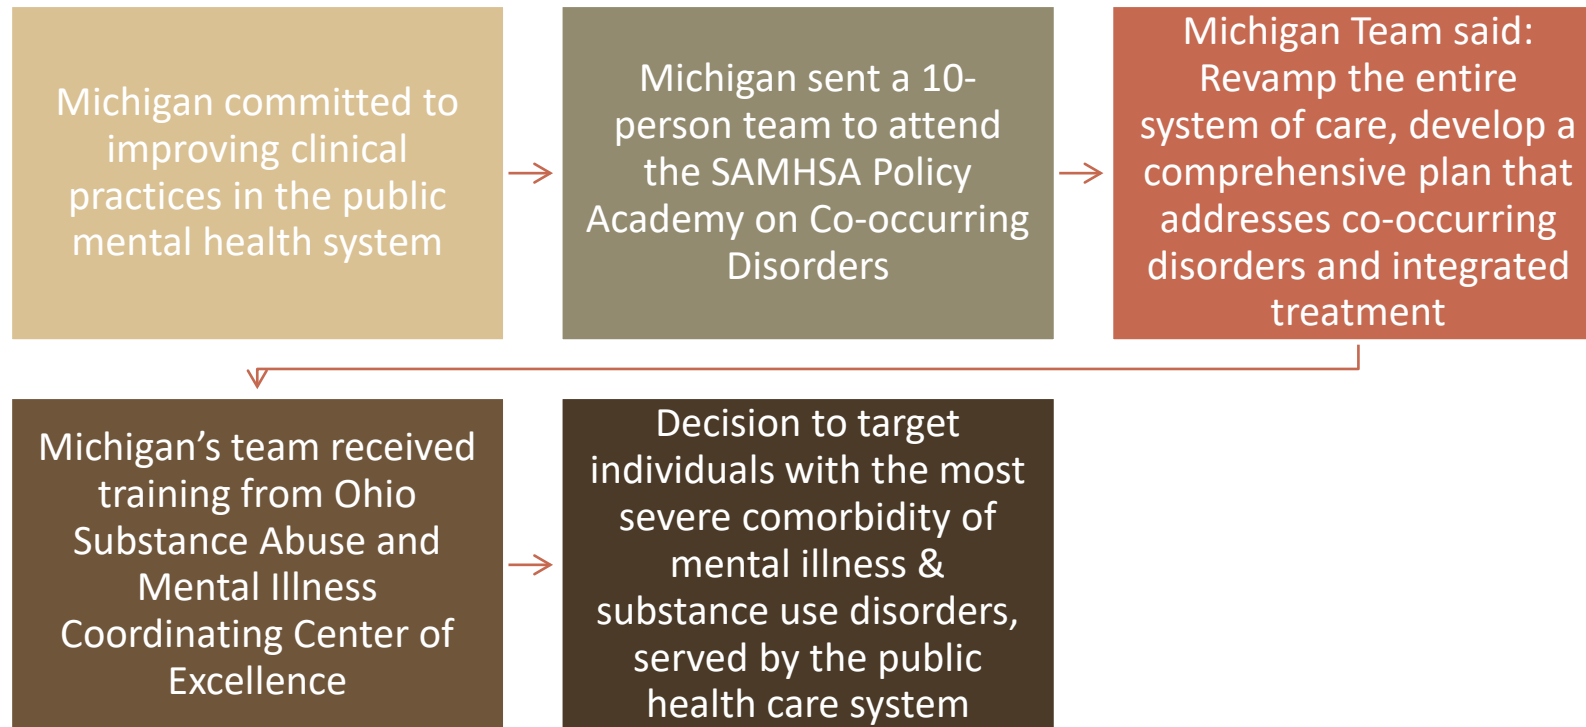 Michigan committed to
improving clinical
practices in the public
mental health system
Michigan sent a 10-
person team to attend
the SAMHSA Policy
Academy on Co-occurring
Disorders
Michigan Team said:
Revamp the entire
system of care, develop a
comprehensive plan that
addresses co-occurring
disorders and integrated
treatment
Michigan’s team received
training from Ohio
Substance Abuse and
Mental Illness
Coordinating Center of
Excellence
Decision to target
individuals with the most
severe comorbidity of
mental illness &
substance use disorders,
served by the public
health care system